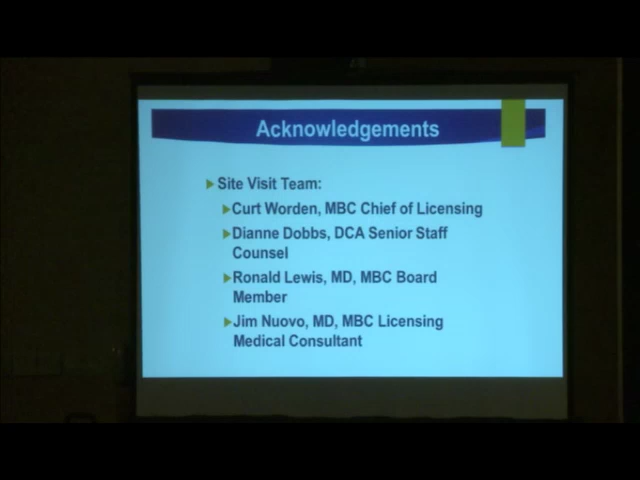 Acknowledgements
Site Visit Team:
Curt Worden, MBC Chief of Licensing
Dianne Dobbs, DCA Senior Staff
Counsel
Ronald Lewis, MD, MBC Board
Member
Jim Nuovo, MD, MBC Licensing
Medical Consultant